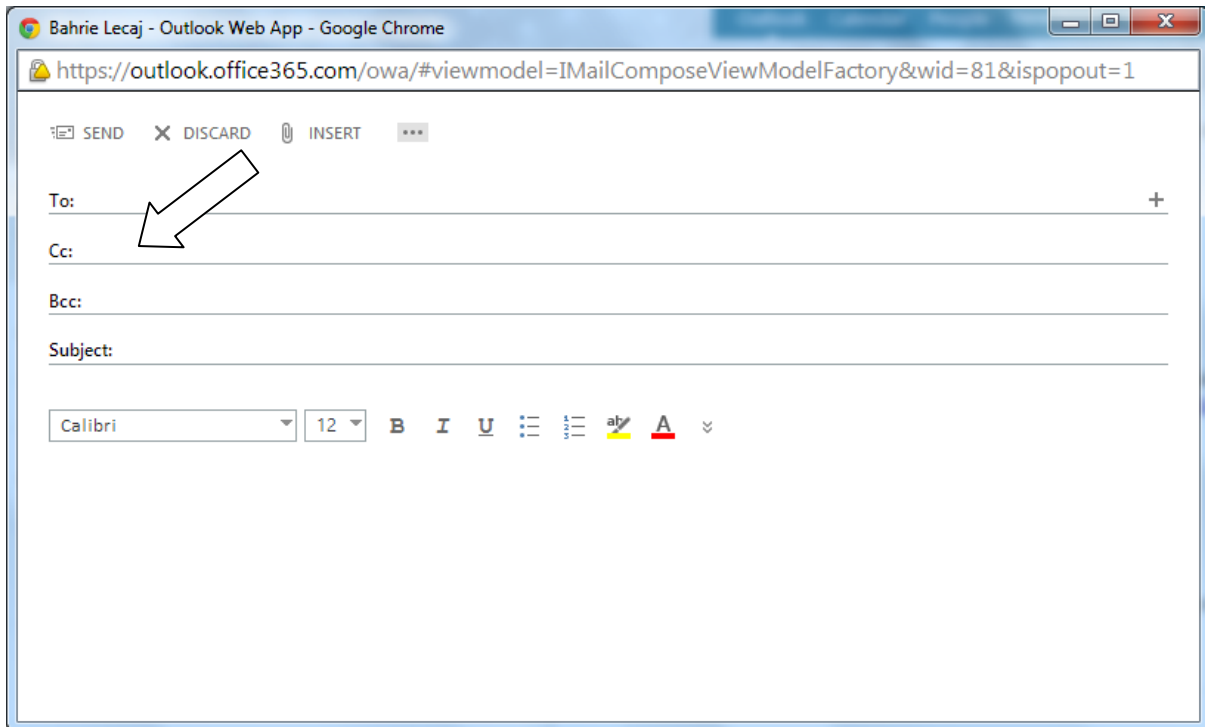 Bahrie Lecaj - Outlook Web App - Google Chrome
https://outlook.office365.com/owa/#viewmodel=IMailComposeViewModelFactory&wid=81&ispopout=1
SEND DISCARD INSERT ...
To: +
Cc:
Bcc:
Subject:
Calibri 12 B I U ab A